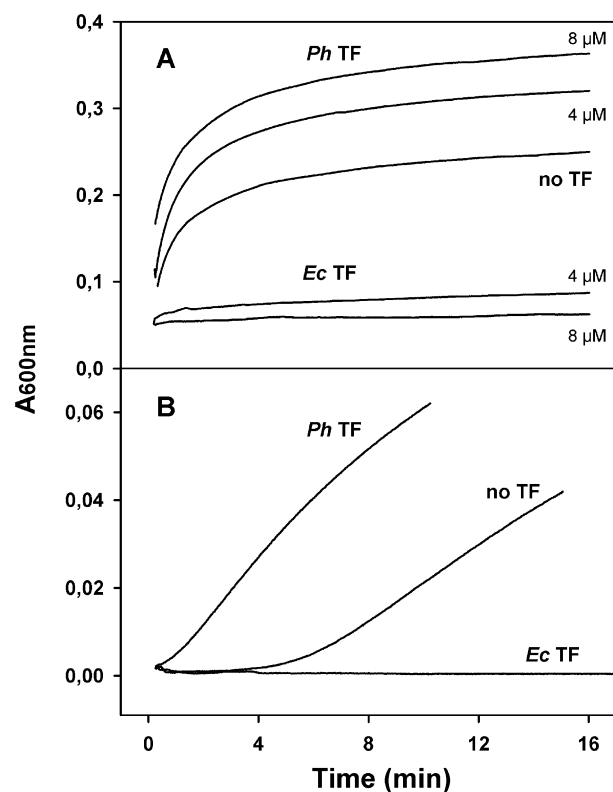 0,4
A
Ph TF
8 µM
0,3
4 µM
0,2
no TF
0,1
Ec TF
4 µM
8 µM
0,0
A600nm
B
0,06
Ph TF
0,04
no TF
0,02
Ec TF
0,00
0 4 8 12 16
Time (min)